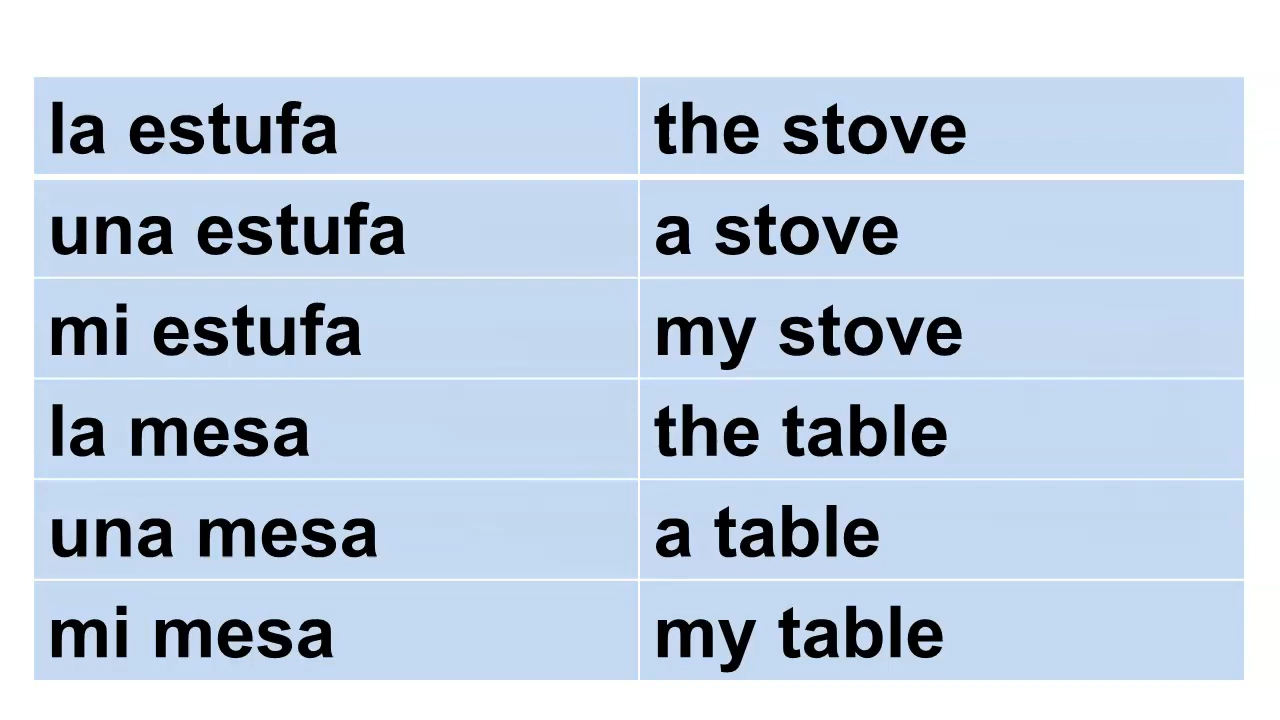 la estufa the stove
una estufa a stove
mi estufa my stove
la mesa the table
una mesa a table
mi mesa my table